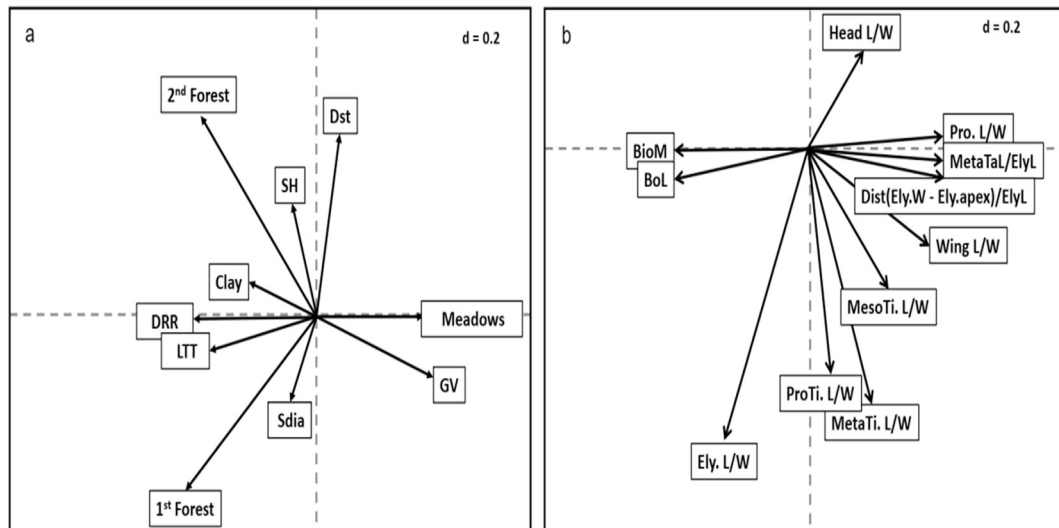 a
d = 0.2
2nd Forest
Dst
SH
Clay
DRR
LTT
Meadows
GV
Sdia
1st Forest
b
d = 0.2
Head L/W
Pro. L/W
BioM
MetaTaL/ElyL
BoL
Dist(Ely.W - Ely.apex)/ElyL
Wing L/W
MesoTi. L/W
ProTi. L/W
MetaTi. L/W
Ely. L/W